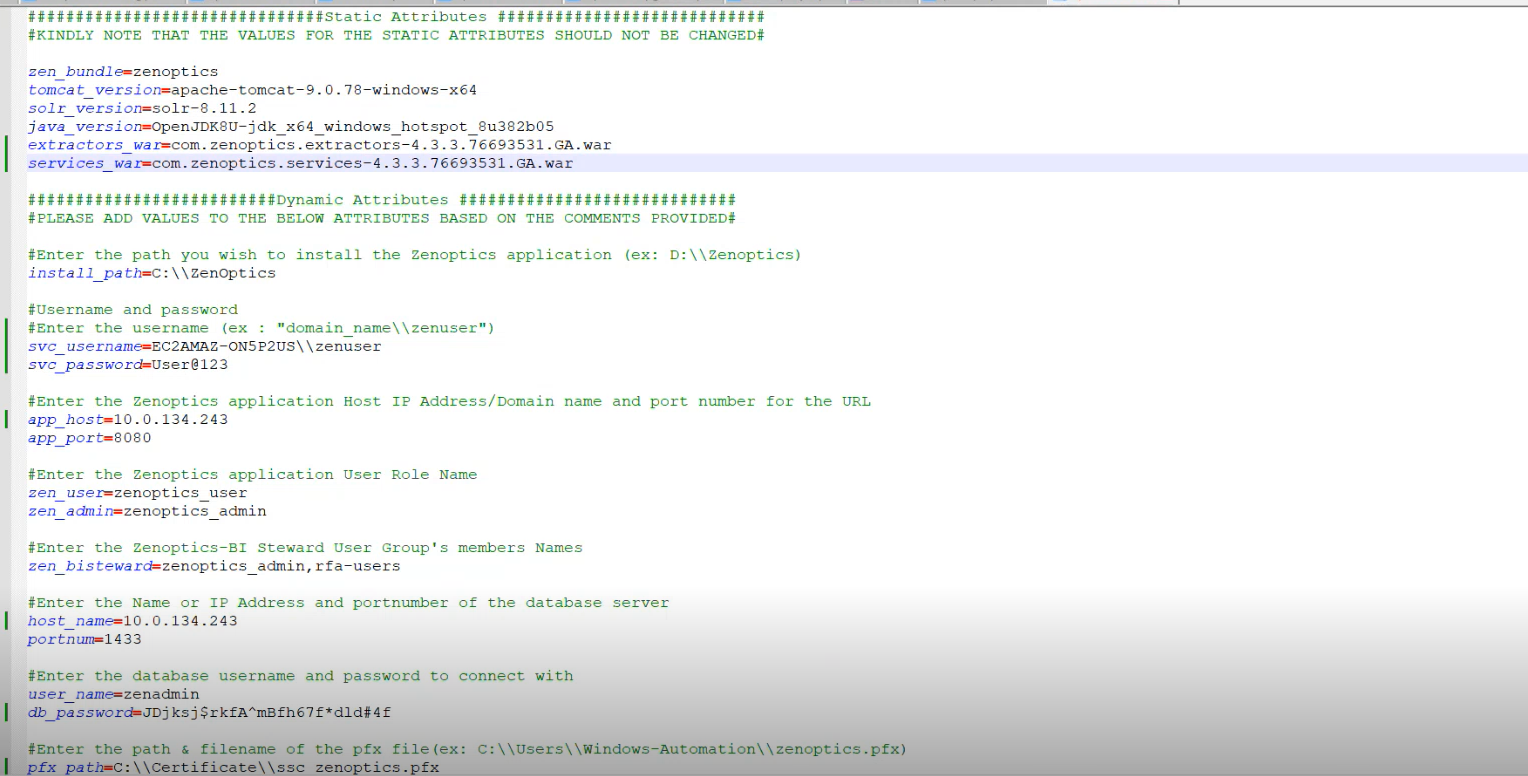 ###############################Static Attributes ############################
#KINDLY NOTE THAT THE VALUES FOR THE STATIC ATTRIBUTES SHOULD NOT BE CHANGED#
zen_bundle=zenoptics
tomcat_version=apache-tomcat-9.0.78-windows-x64
solr_version=solr-8.11.2
java_version=OpenJDK8U-jdk_x64_windows_hotspot_8u382b05
extractors_war=com.zenoptics.extractors-4.3.3.76693531.GA.war
services_war=com.zenoptics.services-4.3.3.76693531.GA.war
##########################Dynamic Attributes #############################
#PLEASE ADD VALUES TO THE BELOW ATTRIBUTES BASED ON THE COMMENTS PROVIDED#
#Enter the path you wish to install the Zenoptics application (ex: D:\\Zenoptics)
install_path=C:\\ZenOptics
#Username and password
#Enter the username (ex : "domain_name\\zenuser")
svc_username=EC2AMAZ-ON5P2US\\zenuser
svc_password=User@123
#Enter the Zenoptics application Host IP Address/Domain name and port number for the URL
app_host=10.0.134.243
app_port=8080
#Enter the Zenoptics application User Role Name
zen_user=zenoptics_user
zen_admin=zenoptics_admin
#Enter the Zenoptics-BI Steward User Group's members Names
zen_bisteward=zenoptics_admin,rfa-users
#Enter the Name or IP Address and portnumber of the database server
host_name=10.0.134.243
portnum=1433
#Enter the database username and password to connect with
user_name=zenadmin
db_password=JDjksj$rkfA^mBfh67f*dld#4f
#Enter the path & filename of the pfx file(ex: C:\\Users\\Windows-Automation\\zenoptics.pfx)
pfx_path=C:\\Certificate\\ssc_zenoptics.pfx